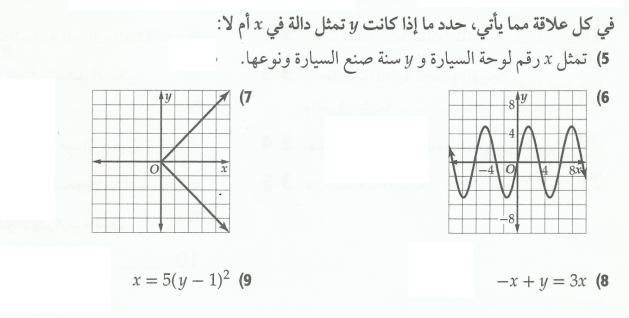 في كل علاقة مما يأتي، حدد ما إذا كانت y تمثل دالة في x أم لا:
5) تمثل x رقم لوحة السيارة و y سنة صنع السيارة ونوعها.
6)
y
8
4
−4 O 4 8x
−8
7)
y
O x
8) −x + y = 3x
9) x = 5(y − 1)²